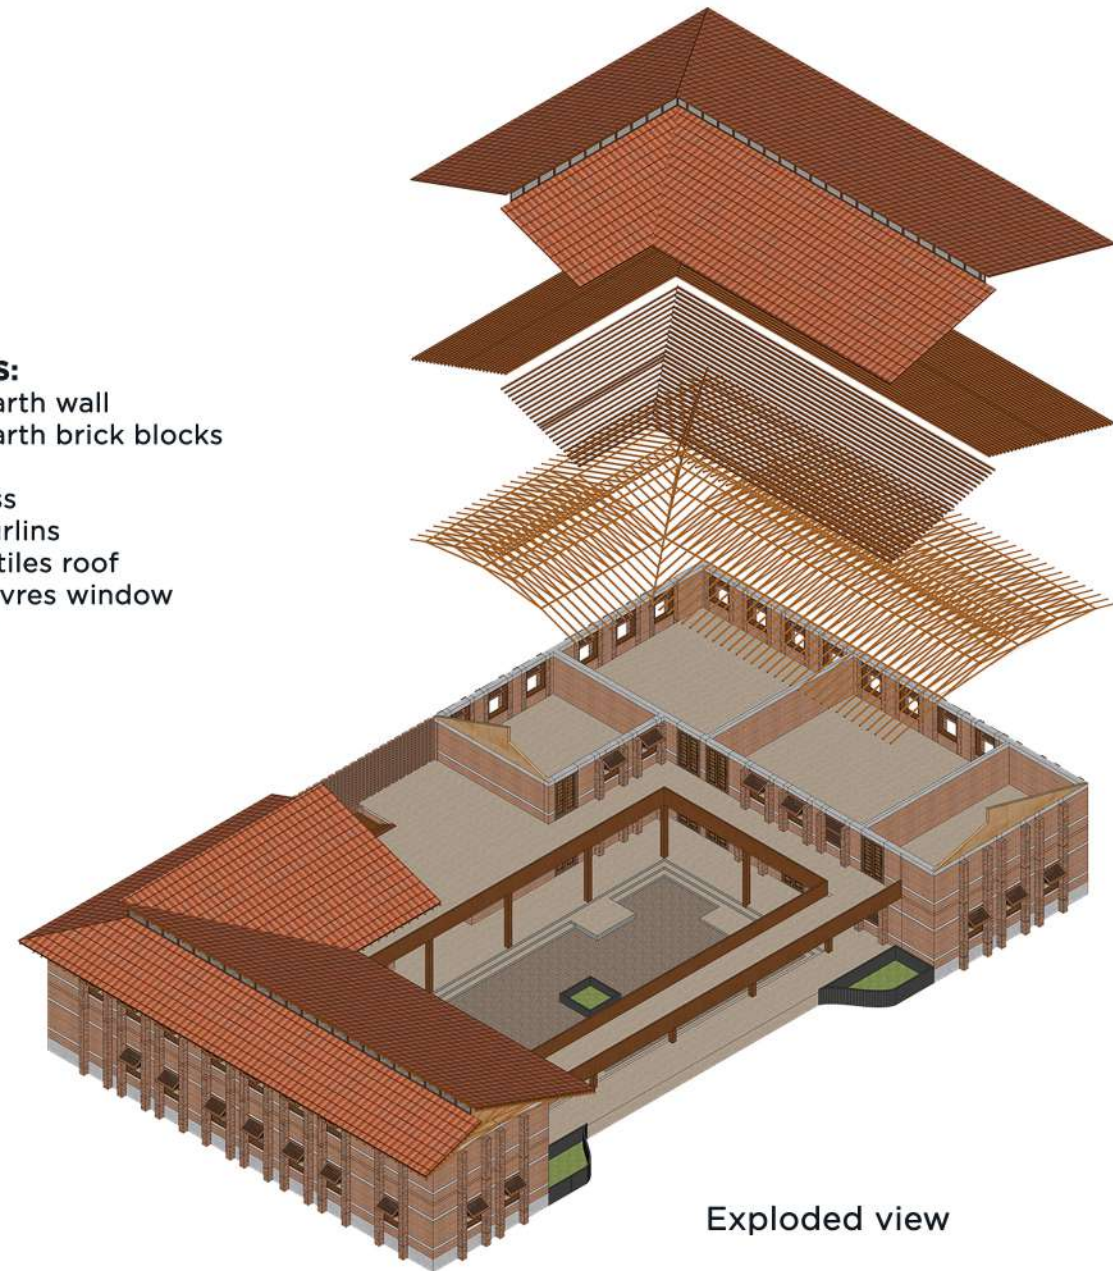 S:
arth wall
arth brick blocks
ss
rlins
tiles roof
vres window
Exploded view